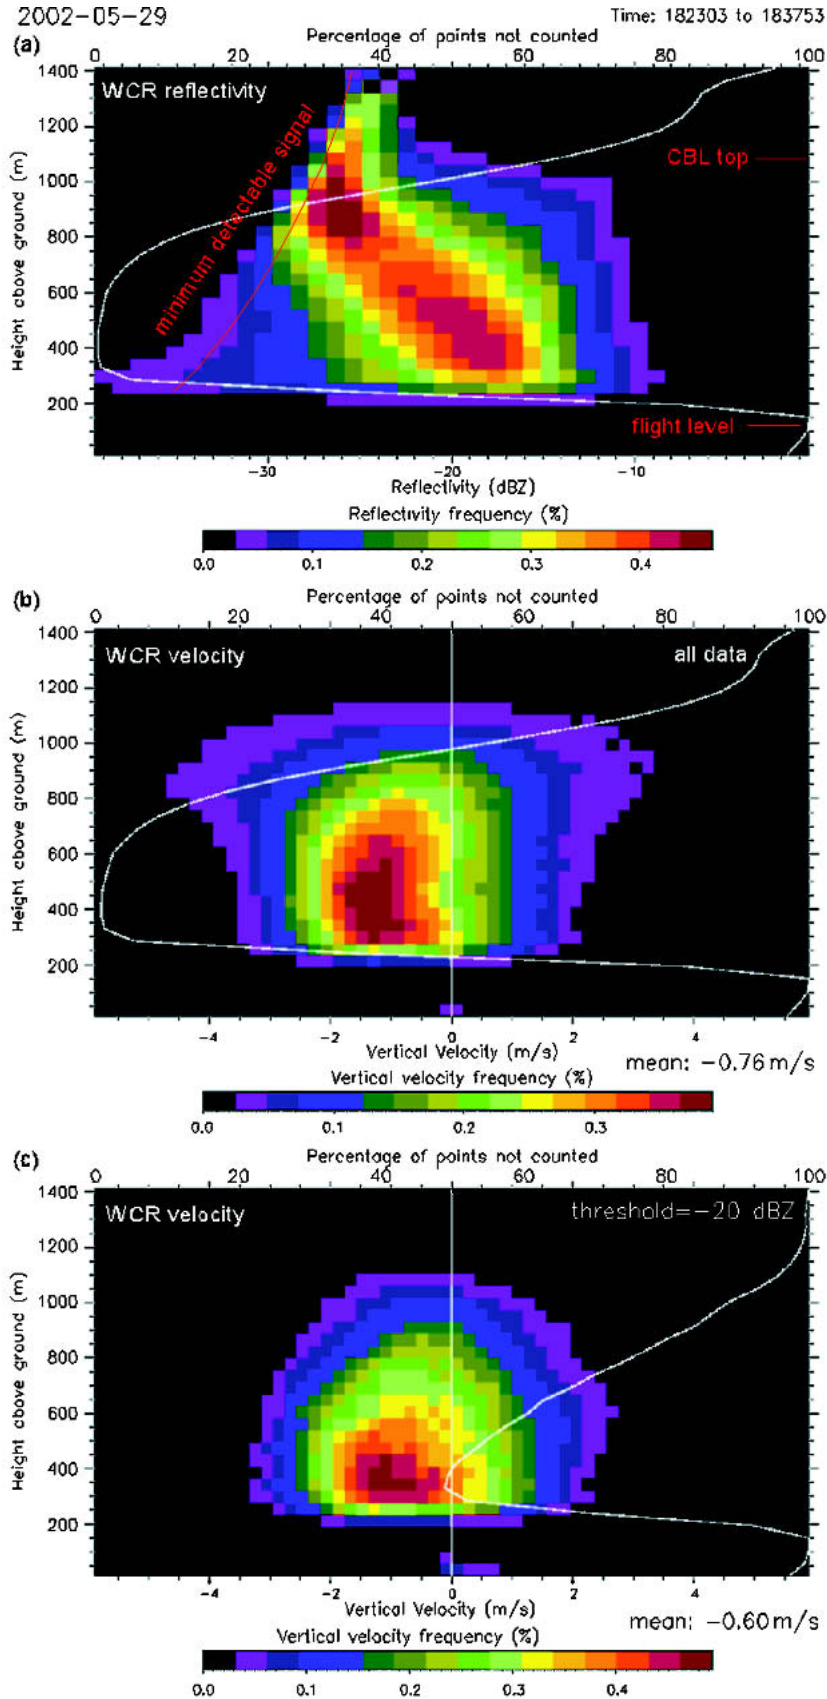 2002-05-29
Time: 182303 to 183753
(a)
Percentage of points not counted
0 20 40 60 80 100
WCR reflectivity
minimum detectable signal
CBL top
flight level
Height above ground (m)
1400
1200
1000
800
600
400
200
-30 -20 -10
Reflectivity (dBZ)
Reflectivity frequency (%)
0.0 0.1 0.2 0.3 0.4
(b)
Percentage of points not counted
0 20 40 60 80 100
WCR velocity
all data
Height above ground (m)
1400
1200
1000
800
600
400
200
-4 -2 0 2 4
Vertical Velocity (m/s)
mean: -0.76 m/s
Vertical velocity frequency (%)
0.0 0.1 0.2 0.3
(c)
Percentage of points not counted
0 20 40 60 80 100
WCR velocity
threshold=-20 dBZ
Height above ground (m)
1400
1200
1000
800
600
400
200
-4 -2 0 2 4
Vertical Velocity (m/s)
mean: -0.60 m/s
Vertical velocity frequency (%)
0.0 0.1 0.2 0.3 0.4